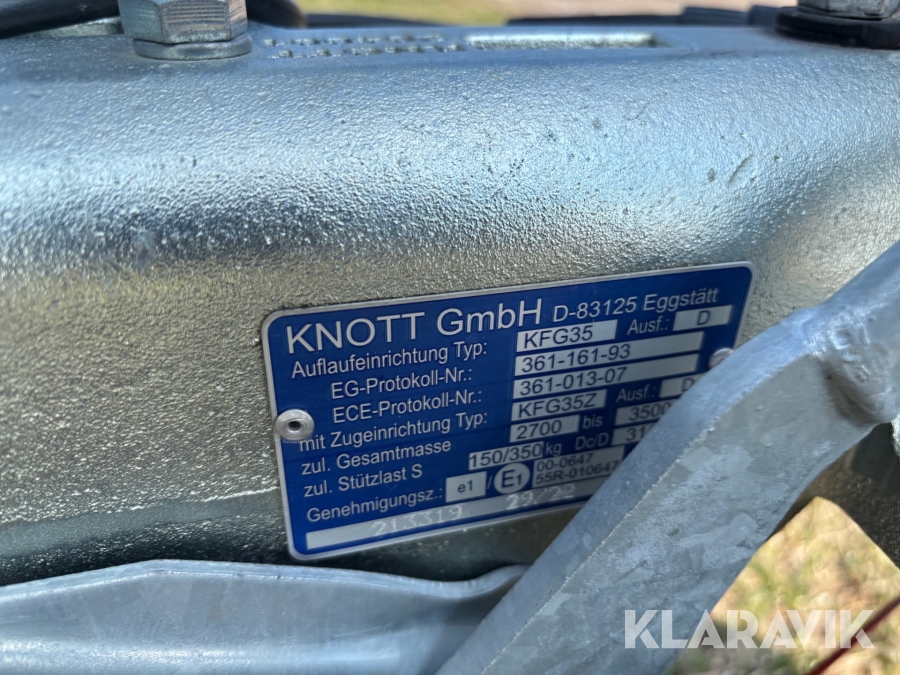 KNOTT GmbH D-83125 Eggstätt
Auflaufeinrichtung Typ: KFG35 Ausf.: D
EG-Protokoll-Nr.: 361-161-93
ECE-Protokoll-Nr.: 361-013-07
mit Zugeinrichtung Typ: KFG35Z Ausf.: D
zul. Gesamtmasse 2700 bis 3500
zul. Stützlast S 150/350 kg Dc/D
Genehmigungsz.: e1 / E1 00-0647
55R-010647
213319 29/22
KLARAVIK